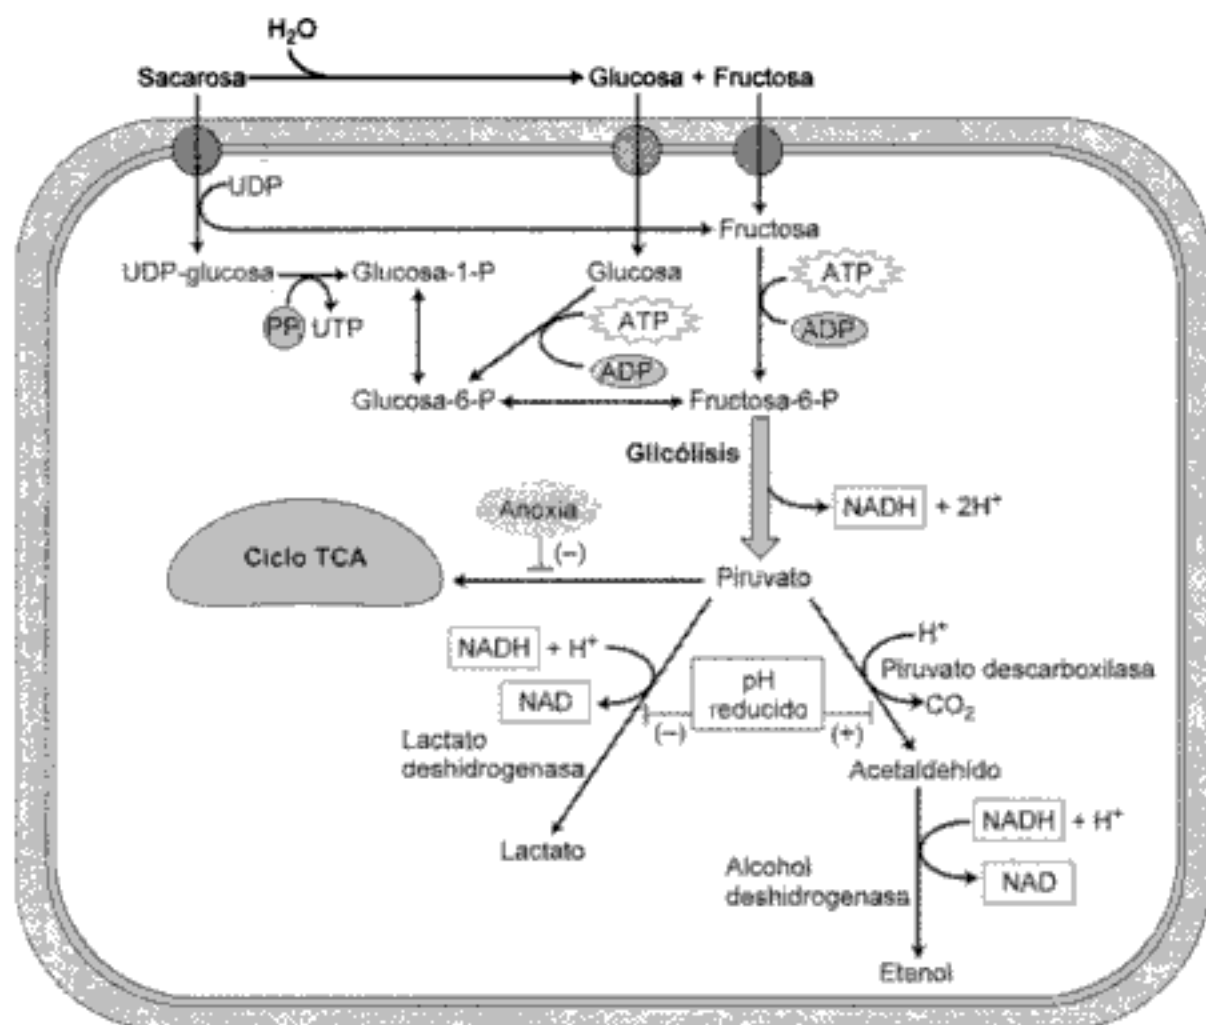 H₂O
Sacarosa
Glucosa + Fructosa
UDP
Fructosa
UDP-glucosa
Glucosa-1-P
Glucosa
ATP
PPᵢ UTP
ATP
ADP
ADP
Glucosa-6-P
Fructosa-6-P
Glicólisis
Anoxia
NADH + 2H⁺
Ciclo TCA
(–)
Piruvato
NADH + H⁺
H⁺
Piruvato descarboxilasa
pH
reducido
NAD
CO₂
(–)
(+)
Lactato
deshidrogenasa
Acetaldehído
NADH + H⁺
Lactato
Alcohol
deshidrogenasa
NAD
Etanol